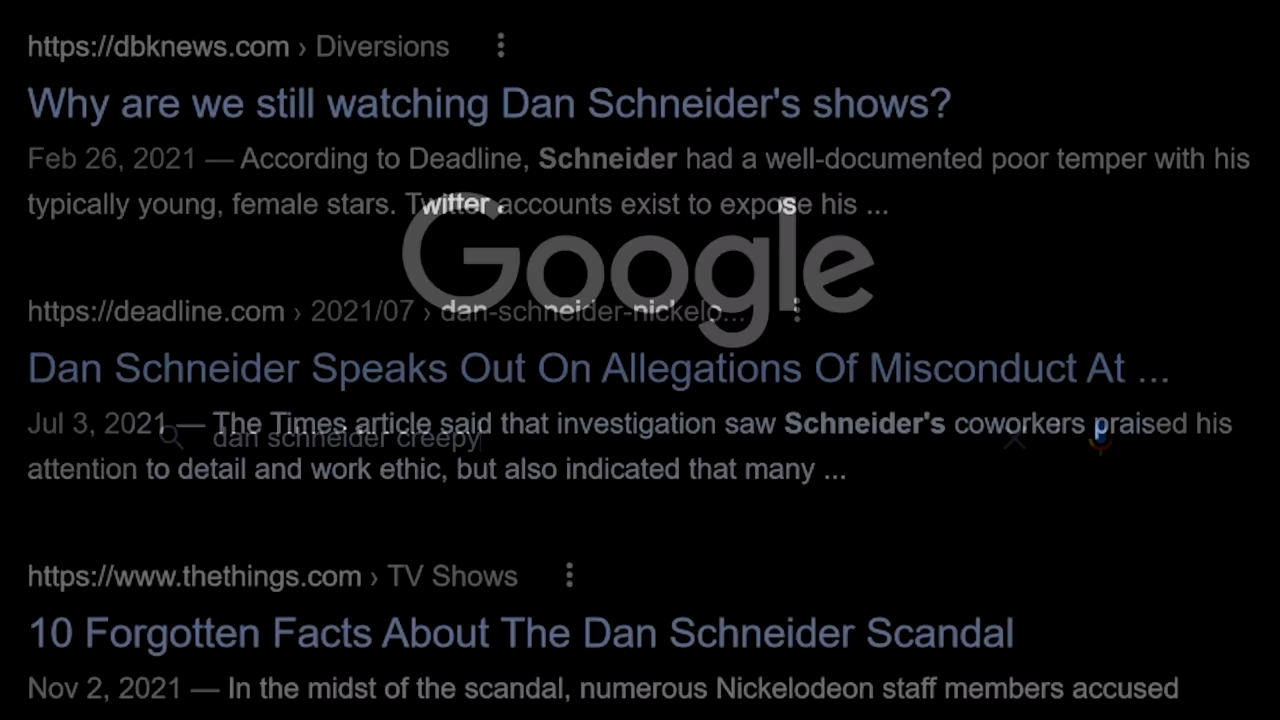 https://dbknews.com › Diversions
Why are we still watching Dan Schneider's shows?
Feb 26, 2021 — According to Deadline, Schneider had a well-documented poor temper with his
typically young, female stars. Twitter accounts exist to expose his ...
Google
https://deadline.com › 2021/07 › dan-schneider-nickelo...
Dan Schneider Speaks Out On Allegations Of Misconduct At ...
Jul 3, 2021 — The Times article said that investigation saw Schneider's coworkers praised his
dan schneider creepy
attention to detail and work ethic, but also indicated that many ...
https://www.thethings.com › TV Shows
10 Forgotten Facts About The Dan Schneider Scandal
Nov 2, 2021 — In the midst of the scandal, numerous Nickelodeon staff members accused